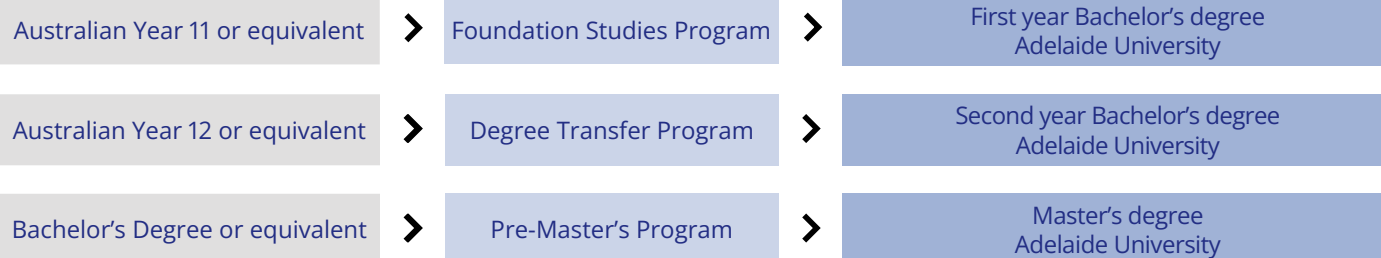 Australian Year 11 or equivalent
Foundation Studies Program
First year Bachelor’s degree
Adelaide University
Australian Year 12 or equivalent
Degree Transfer Program
Second year Bachelor’s degree
Adelaide University
Bachelor’s Degree or equivalent
Pre-Master’s Program
Master’s degree
Adelaide University